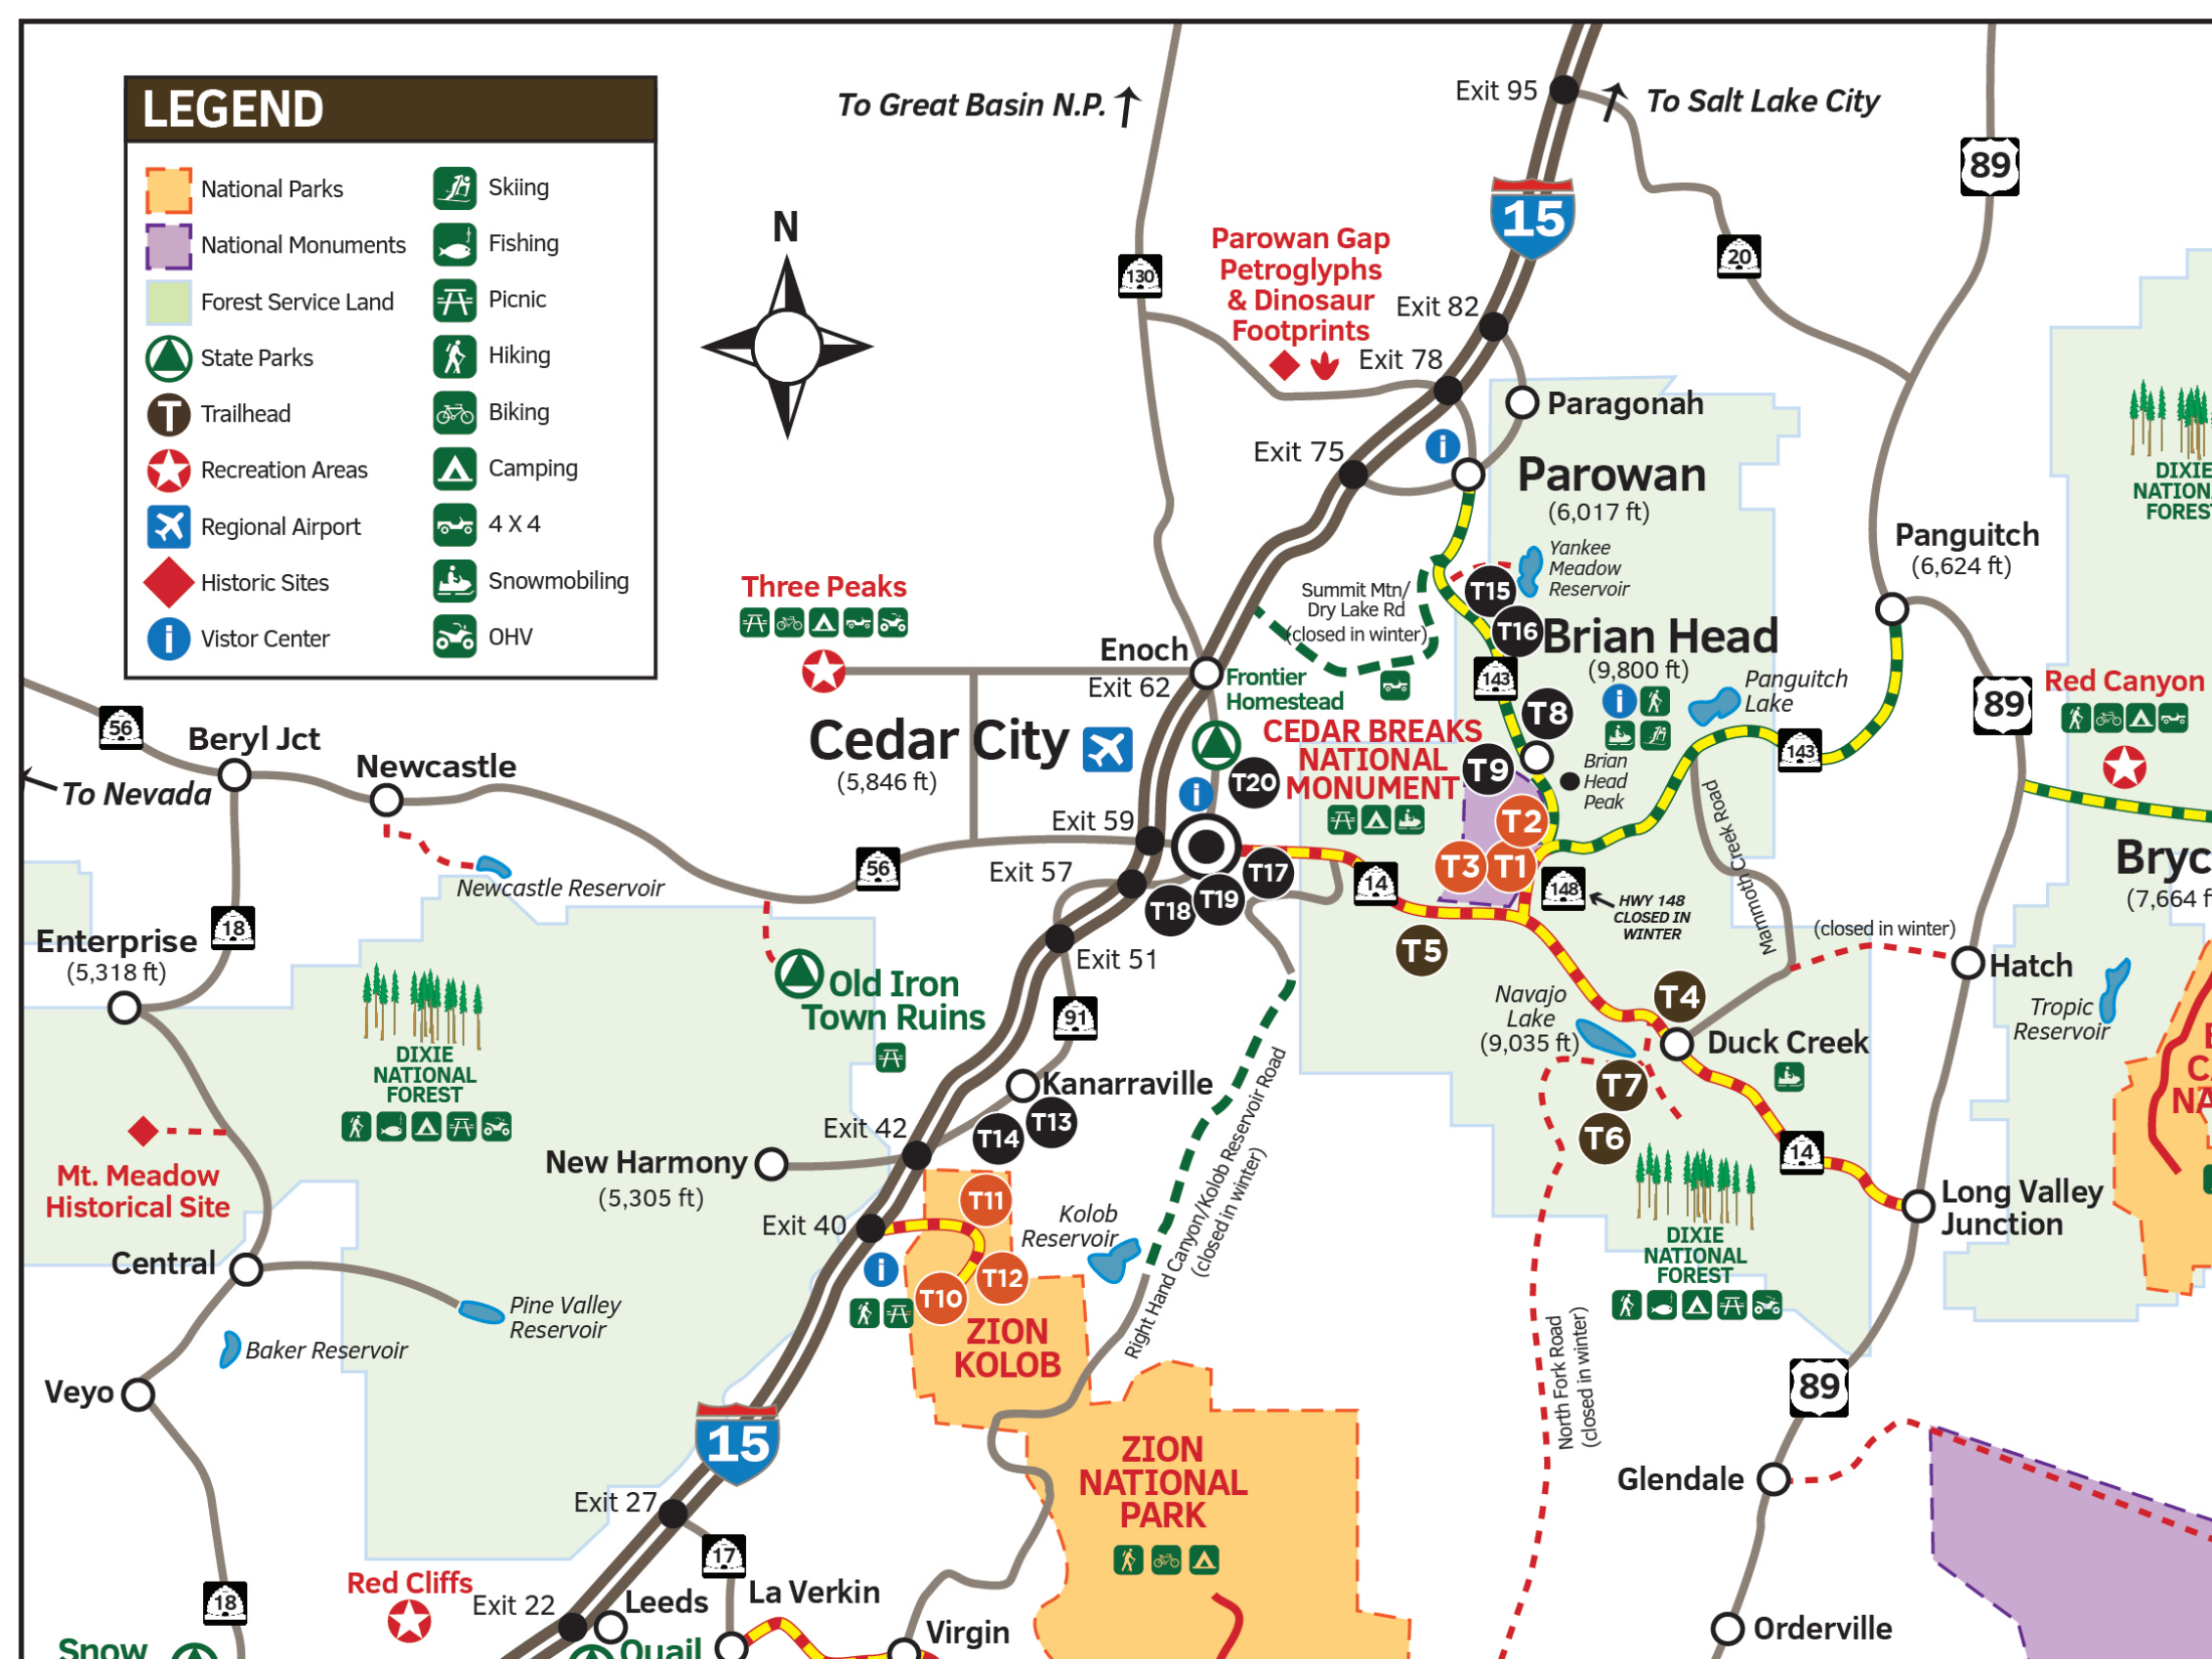 LEGEND
National Parks
National Monuments
Forest Service Land
State Parks
T
Trailhead
Recreation Areas
Regional Airport
Historic Sites
i
Vistor Center
Skiing
Fishing
Picnic
Hiking
Biking
Camping
4 X 4
Snowmobiling
OHV
N
To Great Basin N.P.
Exit 95
To Salt Lake City
89
15
20
130
Parowan Gap
Petroglyphs
& Dinosaur
Footprints
Exit 82
Exit 78
Paragonah
Exit 75
i
Parowan
(6,017 ft)
DIXIE
NATION
FORES
Panguitch
(6,624 ft)
Yankee
Meadow
Reservoir
T15
T16
Summit Mtn/
Dry Lake Rd
(closed in winter)
Three Peaks
Brian Head
(9,800 ft)
i
143
Panguitch
Lake
Enoch
Exit 62
Frontier
Homestead
89
Red Canyon
T8
Cedar City
(5,846 ft)
CEDAR BREAKS
NATIONAL
MONUMENT
T9
Brian
Head
Peak
143
T20
i
56
Beryl Jct
Newcastle
To Nevada
Exit 59
T2
T3
T1
Mammoth Creek Road
Bryc
(7,664 f
Exit 57
56
T17
T18
T19
14
148
HWY 148
CLOSED IN
WINTER
Newcastle Reservoir
18
Enterprise
(5,318 ft)
T5
(closed in winter)
Hatch
Exit 51
Old Iron
Town Ruins
91
Navajo
Lake
(9,035 ft)
T4
Duck Creek
Tropic
Reservoir
DIXIE
NATIONAL
FOREST
Kanarraville
T14
T13
T7
T6
CA
NA
Exit 42
New Harmony
(5,305 ft)
Mt. Meadow
Historical Site
14
Long Valley
Junction
Exit 40
T11
T12
T10
i
Kolob
Reservoir
Right Hand Canyon/Kolob Reservoir Road
(closed in winter)
DIXIE
NATIONAL
FOREST
Central
Pine Valley
Reservoir
Baker Reservoir
ZION
KOLOB
North Fork Road
(closed in winter)
Veyo
89
15
ZION
NATIONAL
PARK
Glendale
Exit 27
17
Red Cliffs
Exit 22
Leeds
La Verkin
18
Virgin
Orderville
Snow
Quail